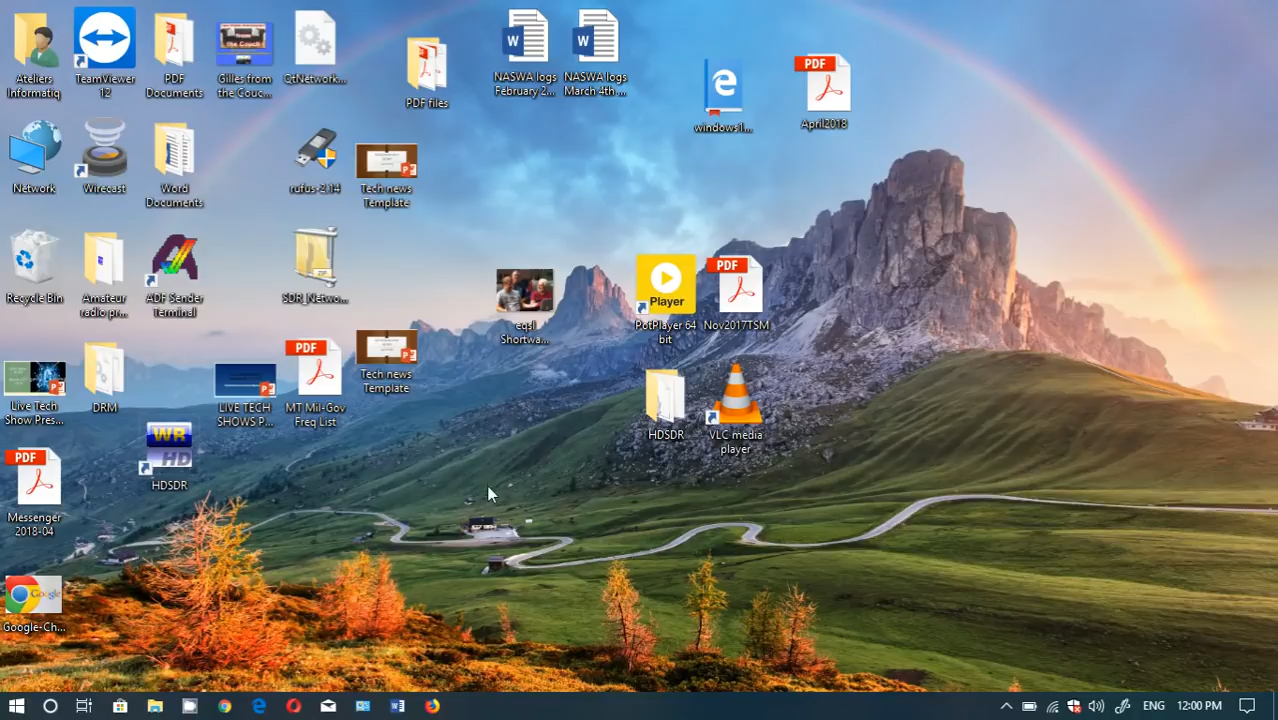 Ateliers
Informatiq
TeamViewer
12
PDF
Documents
Gilles from
the Couc...
QtNetwork...
PDF files
NASWA logs
February 2...
NASWA logs
March 4th ...
windows1...
PDF
April2018
Network
Wirecast
Word
Documents
rufus-2.14
Tech news
Template
Recycle Bin
Amateur
radio pr...
ADF Sender
Terminal
ZIP
SDR_Netwo...
eqsl
Shortwa...
Player
PotPlayer 64
bit
PDF
Nov2017TSM
Live Tech
Show Pres...
DRM
LIVE TECH
SHOWS P...
PDF
MT Mil-Gov
Freq List
Tech news
Template
HDSDR
VLC media
player
PDF
Messenger
2018-04
WR
HD
HDSDR
Google
Google-Ch...
ENG
12:00 PM